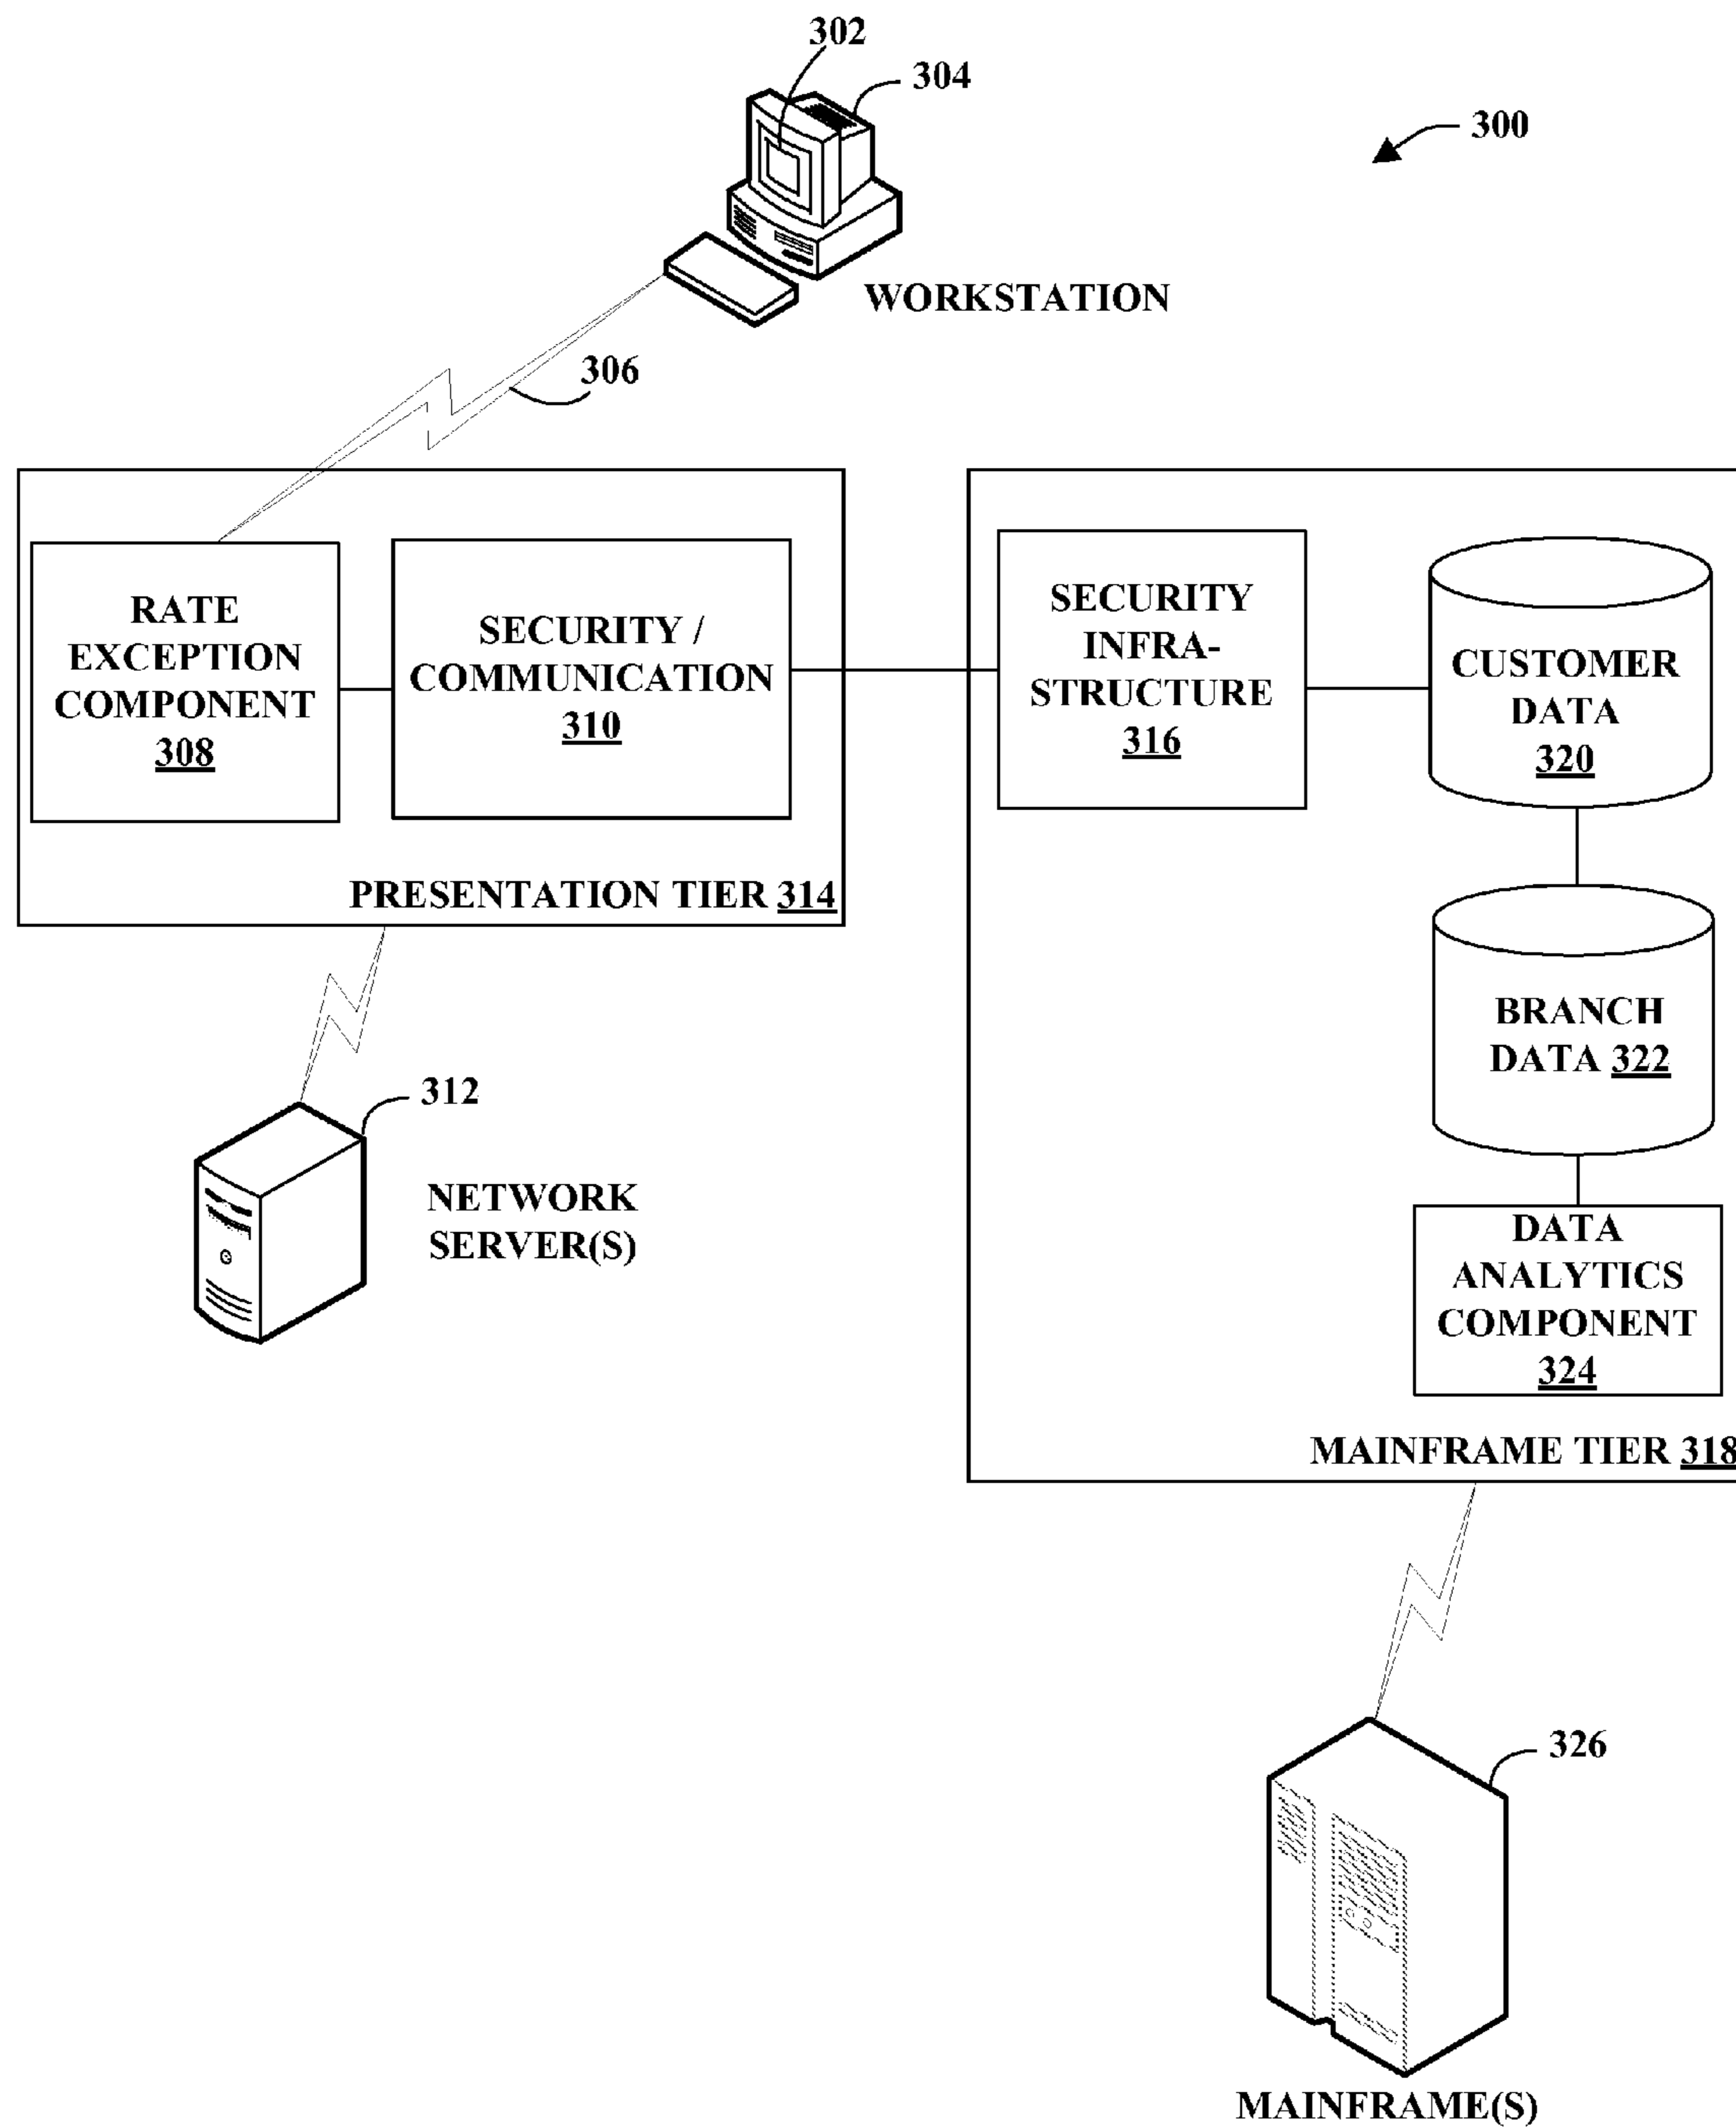 302
304
300
WORKSTATION
306
RATE
EXCEPTION
COMPONENT
308
SECURITY /
COMMUNICATION
310
PRESENTATION TIER 314
SECURITY
INFRA-
STRUCTURE
316
CUSTOMER
DATA
320
BRANCH
DATA 322
DATA
ANALYTICS
COMPONENT
324
MAINFRAME TIER 318
312
NETWORK
SERVER(S)
326
MAINFRAME(S)